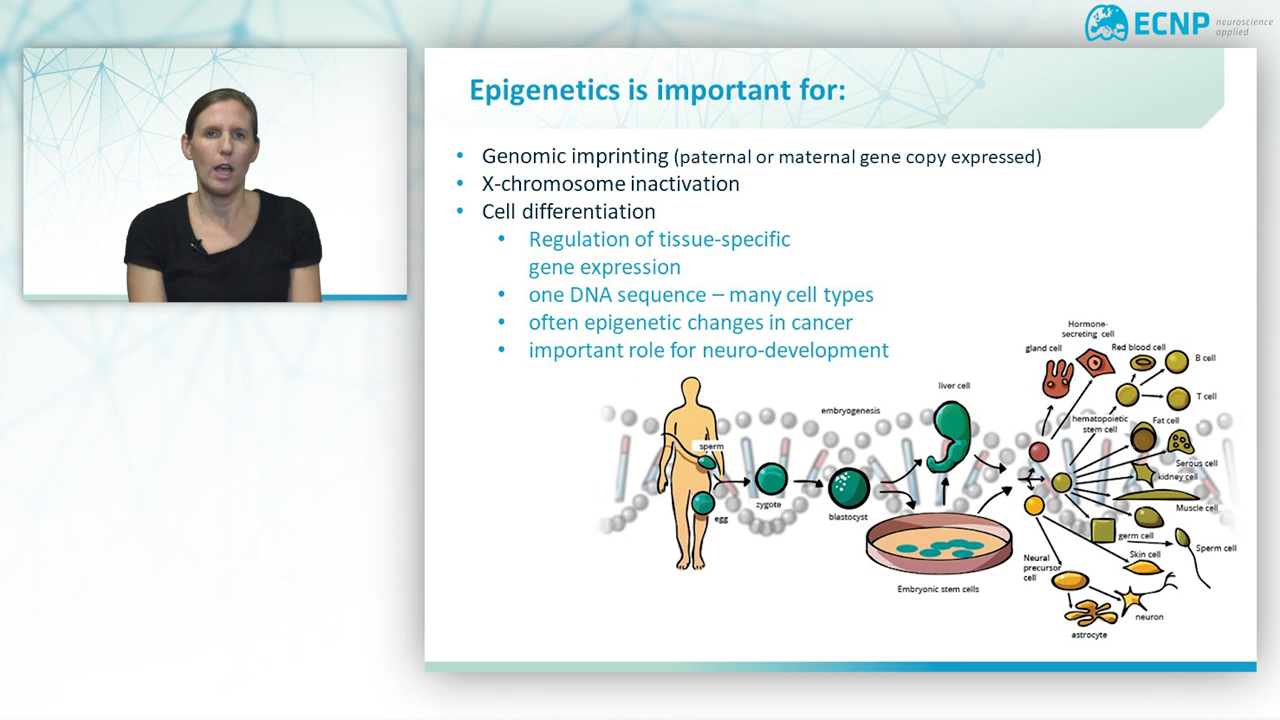 ECNP neuroscience
applied
Epigenetics is important for:
• Genomic imprinting (paternal or maternal gene copy expressed)
• X-chromosome inactivation
• Cell differentiation
• Regulation of tissue-specific
gene expression
• one DNA sequence – many cell types
• often epigenetic changes in cancer
• important role for neuro-development
Hormone-
secreting cell
gland cell
Red blood cell
B cell
liver cell
T cell
embryogenesis
hematopoietic
stem cell
Fat cell
sperm
Serous cell
kidney cell
zygote
egg
blastocyst
Muscle cell
germ cell
Sperm cell
Skin cell
Neural
precursor
cell
Embryonic stem cells
neuron
astrocyte